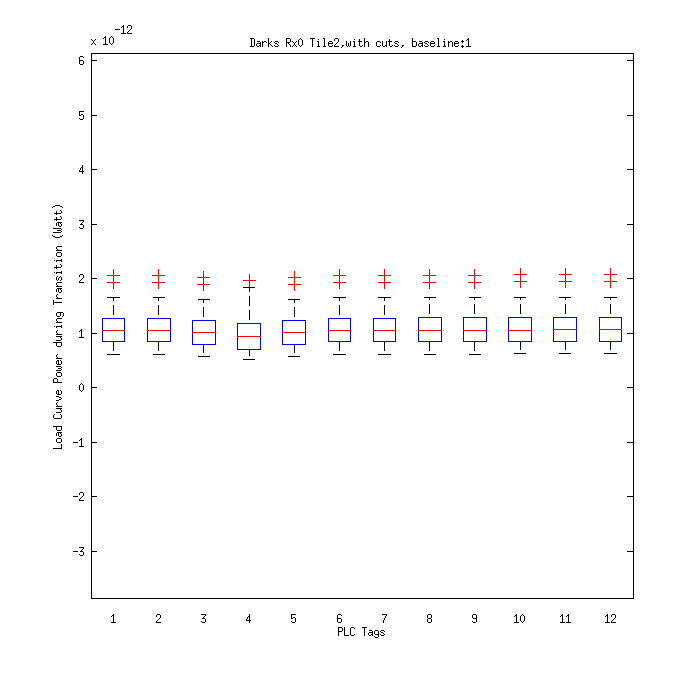 x 10-12
Darks Rx0 Tile2,with cuts, baseline:1
6
5
4
3
2
1
0
-1
-2
-3
Load Curve Power during Transition (Watt)
1 2 3 4 5 6 7 8 9 10 11 12
PLC Tags